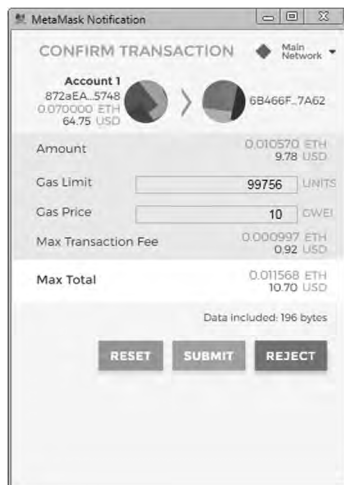 MetaMask Notification
CONFIRM TRANSACTION
Main
Network
Account 1
872aEA...5748
0.070000 ETH
64.75 USD
6B466F...7A62
Amount
0.010570 ETH
9.78 USD
Gas Limit
99756 UNITS
Gas Price
10 GWEI
Max Transaction Fee
0.000997 ETH
0.92 USD
Max Total
0.011568 ETH
10.70 USD
Data included: 196 bytes
RESET SUBMIT REJECT